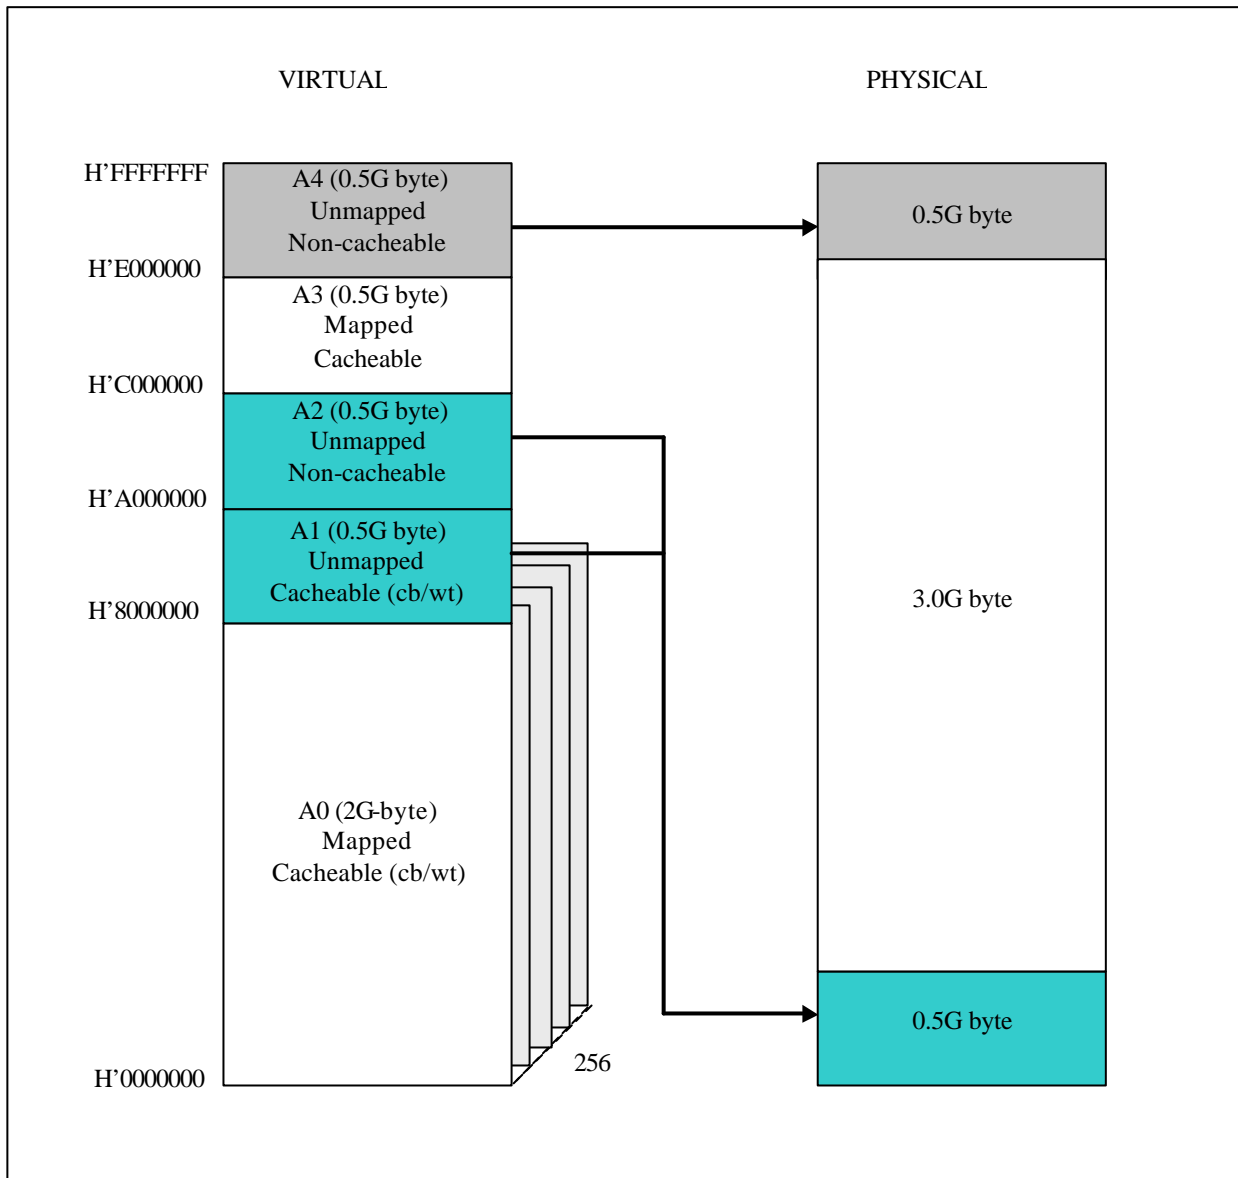 VIRTUAL
PHYSICAL
H'FFFFFFF
A4 (0.5G byte)
Unmapped
Non-cacheable
0.5G byte
H'E000000
A3 (0.5G byte)
Mapped
Cacheable
H'C000000
A2 (0.5G byte)
Unmapped
Non-cacheable
H'A000000
A1 (0.5G byte)
Unmapped
Cacheable (cb/wt)
H'8000000
3.0G byte
A0 (2G-byte)
Mapped
Cacheable (cb/wt)
0.5G byte
256
H'0000000